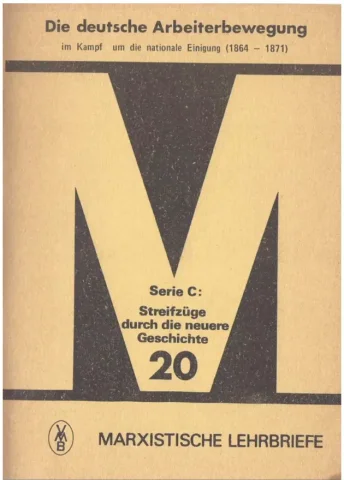 Die deutsche Arbeiterbewegung
im Kampf um die nationale Einigung (1864 – 1871)
M
Serie C:
Streifzüge
durch die neuere
Geschichte
20
VMB
MARXISTISCHE LEHRBRIEFE